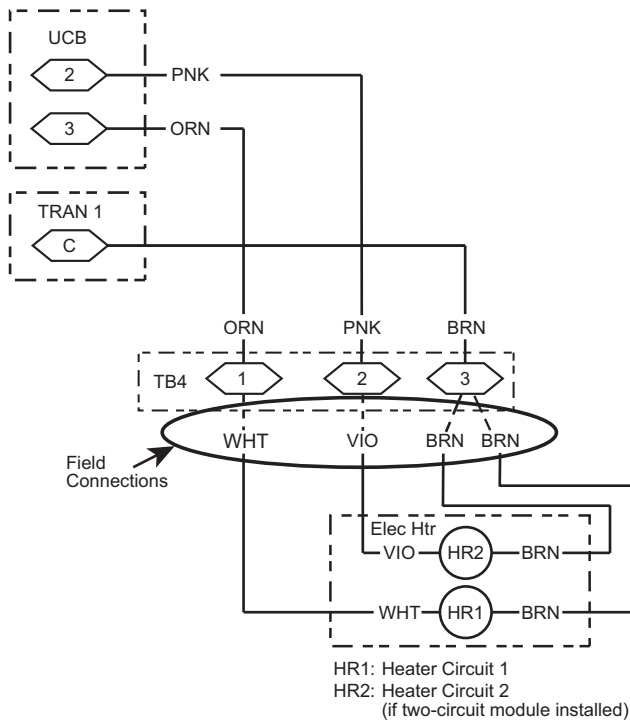 UCB
2 PNK
3 ORN
TRAN 1
C
ORN PNK BRN
TB4 1 2 3
WHT VIO BRN BRN
Field
Connections
Elec Htr
VIO HR2 BRN
WHT HR1 BRN
HR1: Heater Circuit 1
HR2: Heater Circuit 2
(if two-circuit module installed)